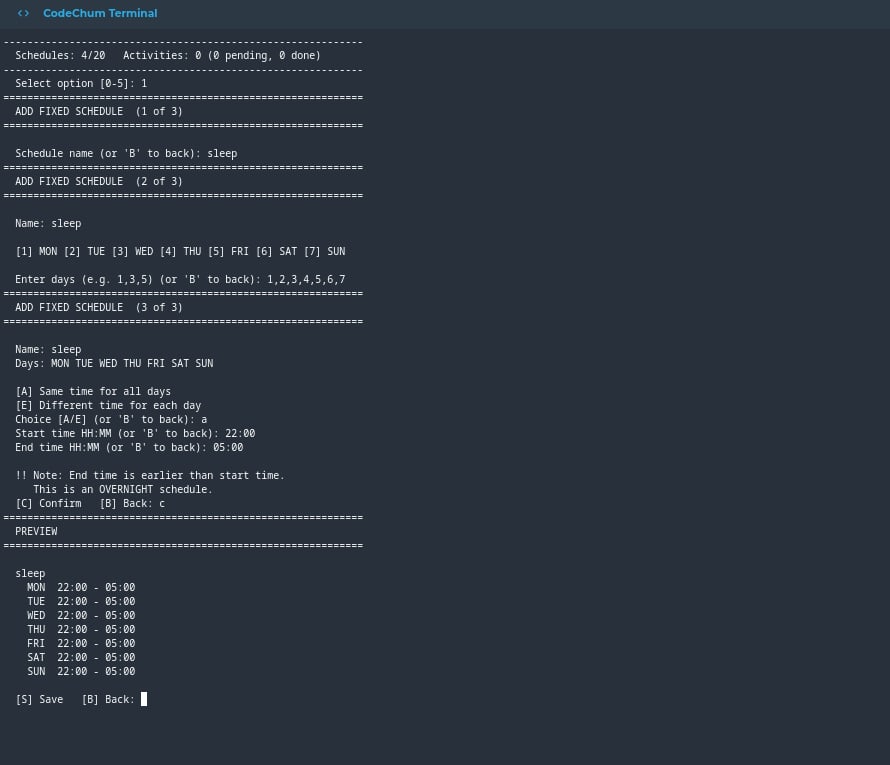 CodeChum Terminal
------------------------------------------------------------
Schedules: 4/20   Activities: 0 (0 pending, 0 done)
------------------------------------------------------------
Select option [0-5]: 1
============================================================
ADD FIXED SCHEDULE  (1 of 3)
============================================================
Schedule name (or 'B' to back): sleep
============================================================
ADD FIXED SCHEDULE  (2 of 3)
============================================================
Name: sleep
[1] MON [2] TUE [3] WED [4] THU [5] FRI [6] SAT [7] SUN
Enter days (e.g. 1,3,5) (or 'B' to back): 1,2,3,4,5,6,7
============================================================
ADD FIXED SCHEDULE  (3 of 3)
============================================================
Name: sleep
Days: MON TUE WED THU FRI SAT SUN
[A] Same time for all days
[E] Different time for each day
Choice [A/E] (or 'B' to back): a
Start time HH:MM (or 'B' to back): 22:00
End time HH:MM (or 'B' to back): 05:00
!! Note: End time is earlier than start time.
This is an OVERNIGHT schedule.
[C] Confirm   [B] Back: c
============================================================
PREVIEW
============================================================
sleep
MON  22:00 - 05:00
TUE  22:00 - 05:00
WED  22:00 - 05:00
THU  22:00 - 05:00
FRI  22:00 - 05:00
SAT  22:00 - 05:00
SUN  22:00 - 05:00
[S] Save   [B] Back: